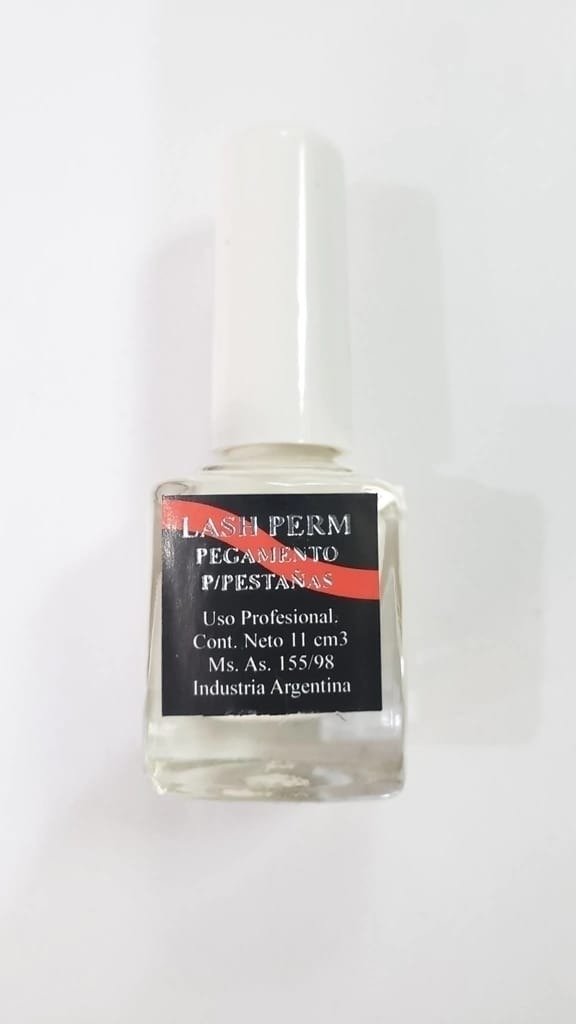 LASH PERM
PEGAMENTO
P/PESTAÑAS
Uso Profesional.
Cont. Neto 11 cm3
Ms. As. 155/98
Industria Argentina